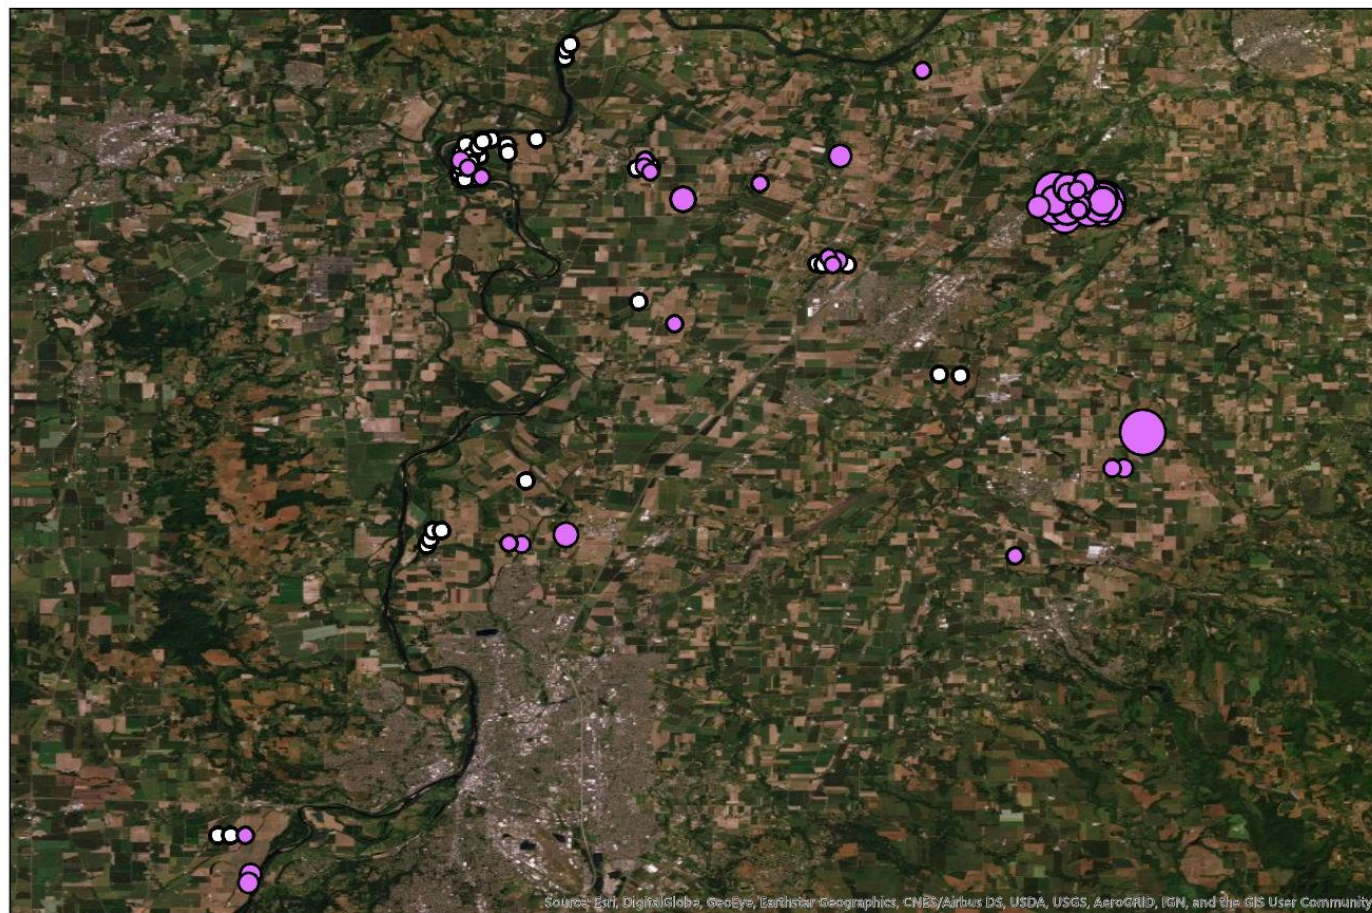 Source: Esri, DigitalGlobe, GeoEye, Earthstar Geographics, CNES/Airbus DS, USDA, USGS, AeroGRID, IGN, and the GIS User Community